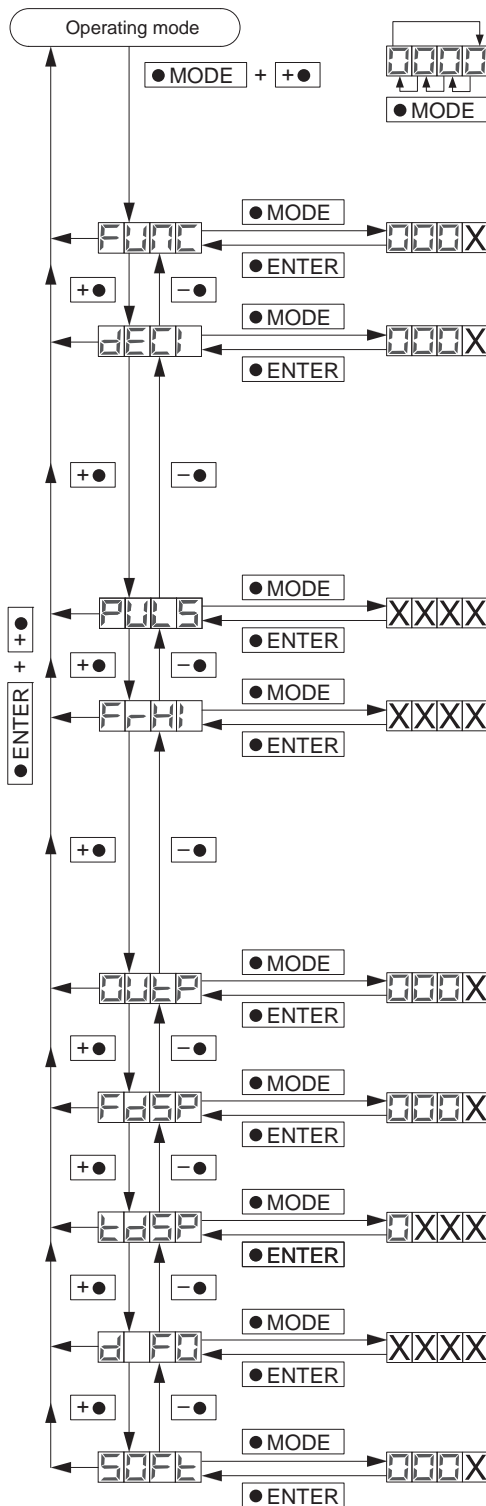 Operating mode
● MODE + +●
0000
● MODE
● MODE
FUNC 000X
● ENTER
+● −●
● MODE
dECI 000X
● ENTER
+● −●
● MODE
PULS XXXX
● ENTER
+● −●
● MODE
FrHI XXXX
● ENTER
● ENTER + +●
+● −●
● MODE
OUtP 000X
● ENTER
+● −●
● MODE
FdSP 000X
● ENTER
+● −●
● MODE
tdSP 0XXX
● ENTER
+● −●
● MODE
d FO XXXX
● ENTER
+● −●
● MODE
SOFt 000X
● ENTER